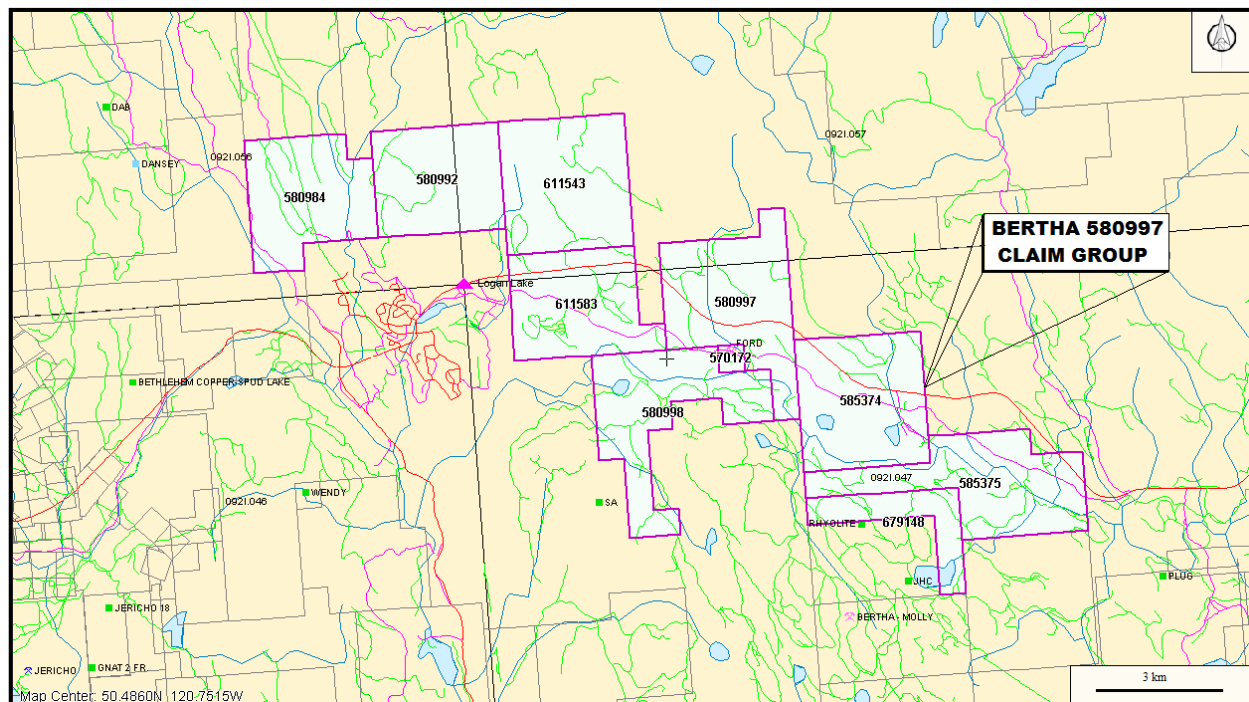 DAB
092I.057
092I.056
DANSEY
580992
611543
580984
BERTHA 580997
CLAIM GROUP
Logan Lake
611583
580997
FORD
570172
BETHLEHEM COPPER, SPUD LAKE
585374
580998
092I.047
585375
WENDY
092I.046
SA
RHYOLITE
679148
JHC
PLUG
JERICHO 18
BERTHA - MOLLY
GNAT 2 FR.
JERICHO
3 km
Map Center: 50.4860N 120.7515W